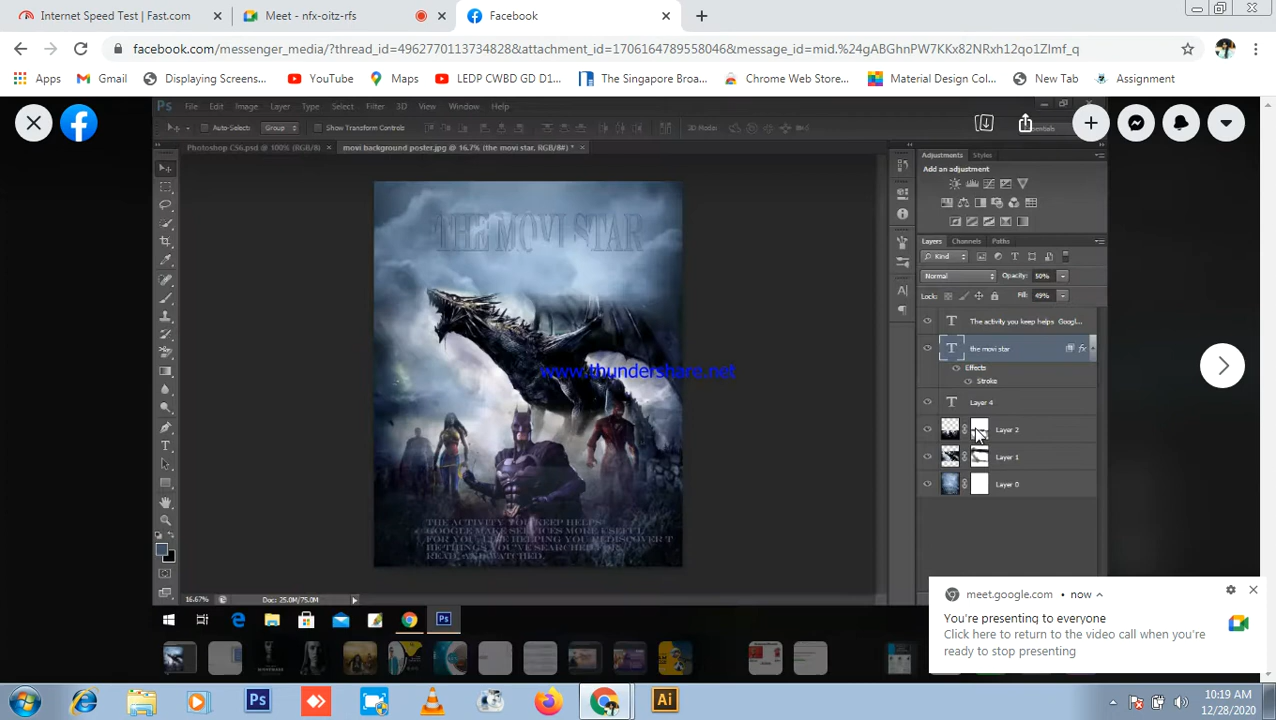 Internet Speed Test | Fast.com
Meet - nfx-oitz-rfs
Facebook
facebook.com/messenger_media/?thread_id=4962770113734828&attachment_id=1706164789558046&message_id=mid.%24gABGhnPW7KKx82NRxh12qo1ZImf_q
Apps
Gmail
Displaying Screens...
YouTube
Maps
LEDP CWBD GD D1...
The Singapore Broa...
Chrome Web Store...
Material Design Col...
New Tab
Assignment
Ps File Edit Image Layer Type Select Filter 3D View Window Help
Auto-Select: Group Show Transform Controls 3D Mode:
Photoshop CS6.psd @ 100% (RGB/8)
movi background poster.jpg @ 16.7% (the movi star, RGB/8#) *
Adjustments Styles
Add an adjustment
THE MOVI STAR
Layers Channels Paths
Kind
Normal Opacity: 50%
Lock: Fill: 49%
The activity you keep helps Googl...
the movi star fx
Effects
Stroke
Layer 4
Layer 2
Layer 1
Layer 0
www.thundershare.net
THE ACTIVITY YOU KEEP HELPS
GOOGLE MAKE SERVICES MORE USEFUL
FOR YOU, LIKE HELPING YOU REDISCOVER T
HE THINGS YOU'VE SEARCHED FOR,
READ, AND WATCHED.
16.67% Doc: 25.0M/75.0M
meet.google.com • now
You're presenting to everyone
Click here to return to the video call when you're
ready to stop presenting
Ps
Ai
10:19 AM
12/28/2020